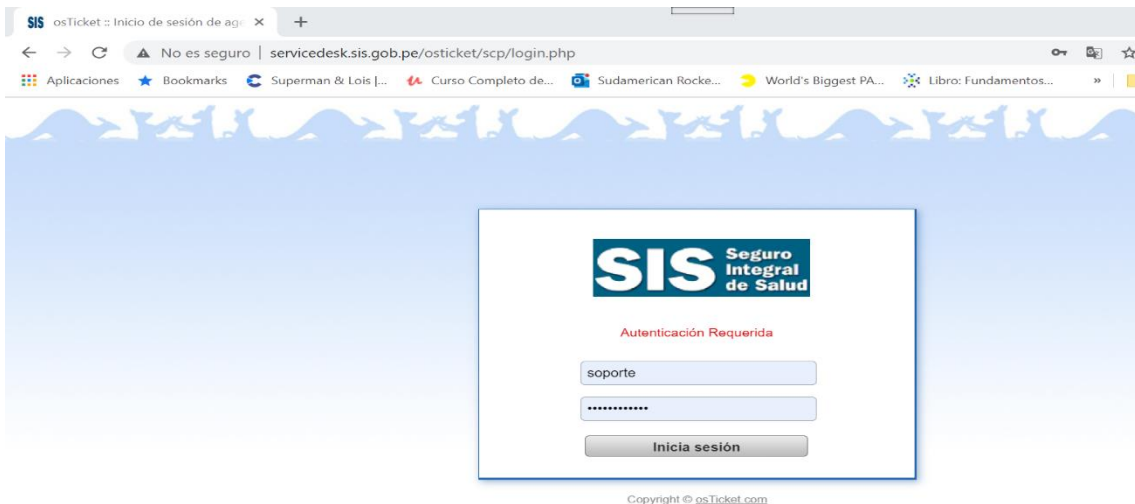 SIS osTicket :: Inicio de sesión de age
No es seguro | servicedesk.sis.gob.pe/osticket/scp/login.php
Aplicaciones Bookmarks Superman & Lois |... Curso Completo de... Sudamerican Rocke... World's Biggest PA... Libro: Fundamentos... »
SIS Seguro
Integral
de Salud
Autenticación Requerida
soporte
••••••••••••
Inicia sesión
Copyright © osTicket.com